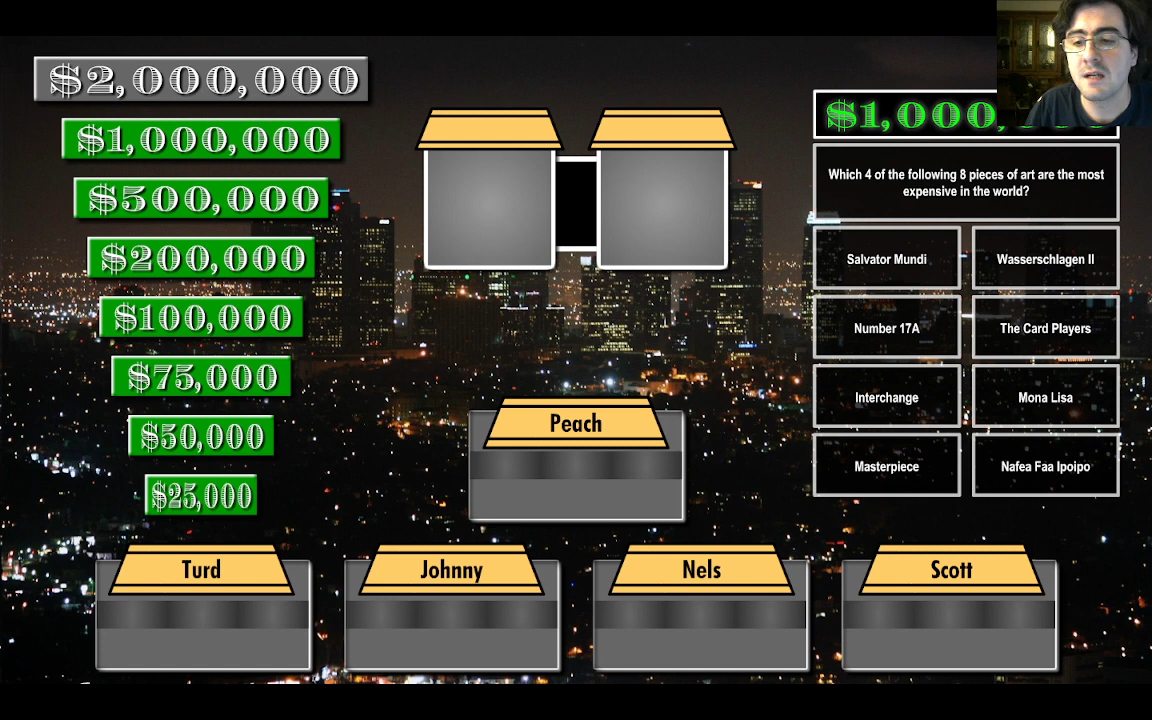 $2,000,000
$1,000,000
$500,000
$200,000
$100,000
$75,000
$50,000
$25,000
Peach
Turd
Johnny
Nels
Scott
$1,000,
Which 4 of the following 8 pieces of art are the most
expensive in the world?
Salvator Mundi
Wasserschlagen II
Number 17A
The Card Players
Interchange
Mona Lisa
Masterpiece
Nafea Faa Ipoipo